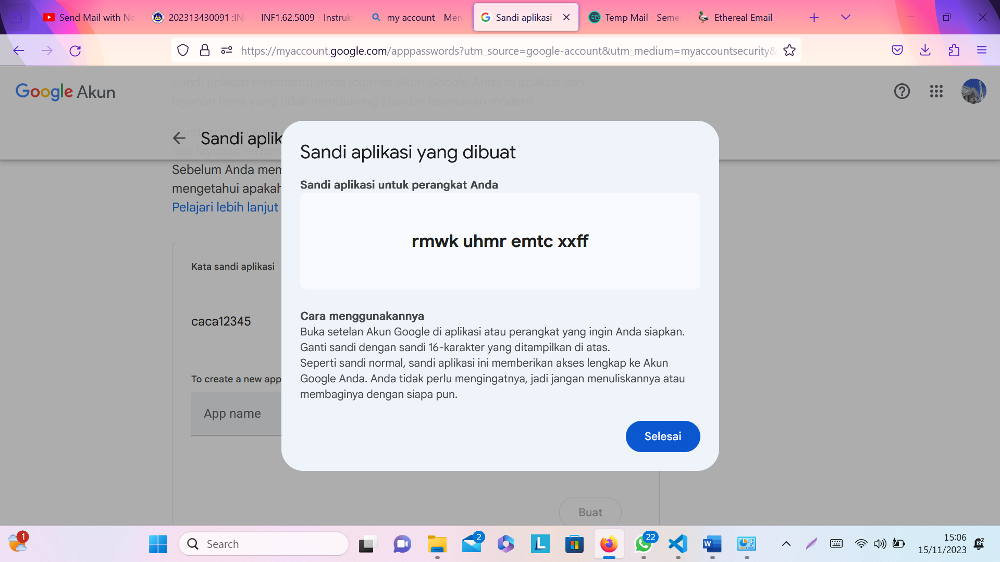 Send Mail with No
202313430091 :IN
INF1.62.5009 - Instruks
my account - Men
Sandi aplikasi
Temp Mail - Seme
Ethereal Email
https://myaccount.google.com/apppasswords?utm_source=google-account&utm_medium=myaccountsecurity&
Google Akun
Sandi aplikasi membantu Anda login ke Akun Google Anda di aplikasi dan
layanan lama yang tidak mendukung standar keamanan modern.
Sandi aplik
dan layanan terba
Sebelum Anda mem
mengetahui apakah
Pelajari lebih lanjut
Kata sandi aplikasi
caca12345
To create a new app
App name
Buat
Sandi aplikasi yang dibuat
Sandi aplikasi untuk perangkat Anda
rmwk uhmr emtc xxff
Cara menggunakannya
Buka setelan Akun Google di aplikasi atau perangkat yang ingin Anda siapkan.
Ganti sandi dengan sandi 16-karakter yang ditampilkan di atas.
Seperti sandi normal, sandi aplikasi ini memberikan akses lengkap ke Akun
Google Anda. Anda tidak perlu mengingatnya, jadi jangan menuliskannya atau
membaginya dengan siapa pun.
Selesai
1
Search
2
22
15:06
15/11/2023